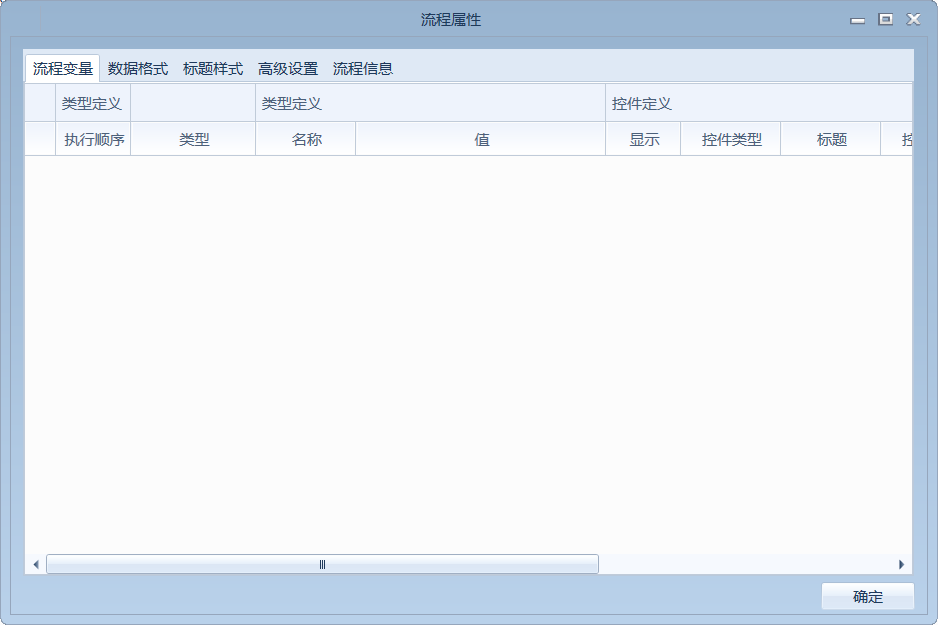 流程属性
流程变量 数据格式 标题样式 高级设置 流程信息
类型定义 类型定义 控件定义
执行顺序 类型 名称 值 显示 控件类型 标题
确定